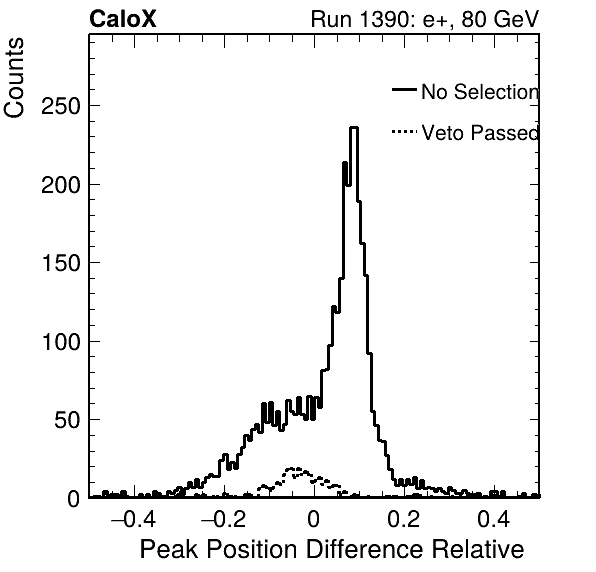 CaloX Run 1390: e+, 80 GeV
Counts
No Selection
Veto Passed
250
200
150
100
50
0
−0.4 −0.2 0 0.2 0.4
Peak Position Difference Relative